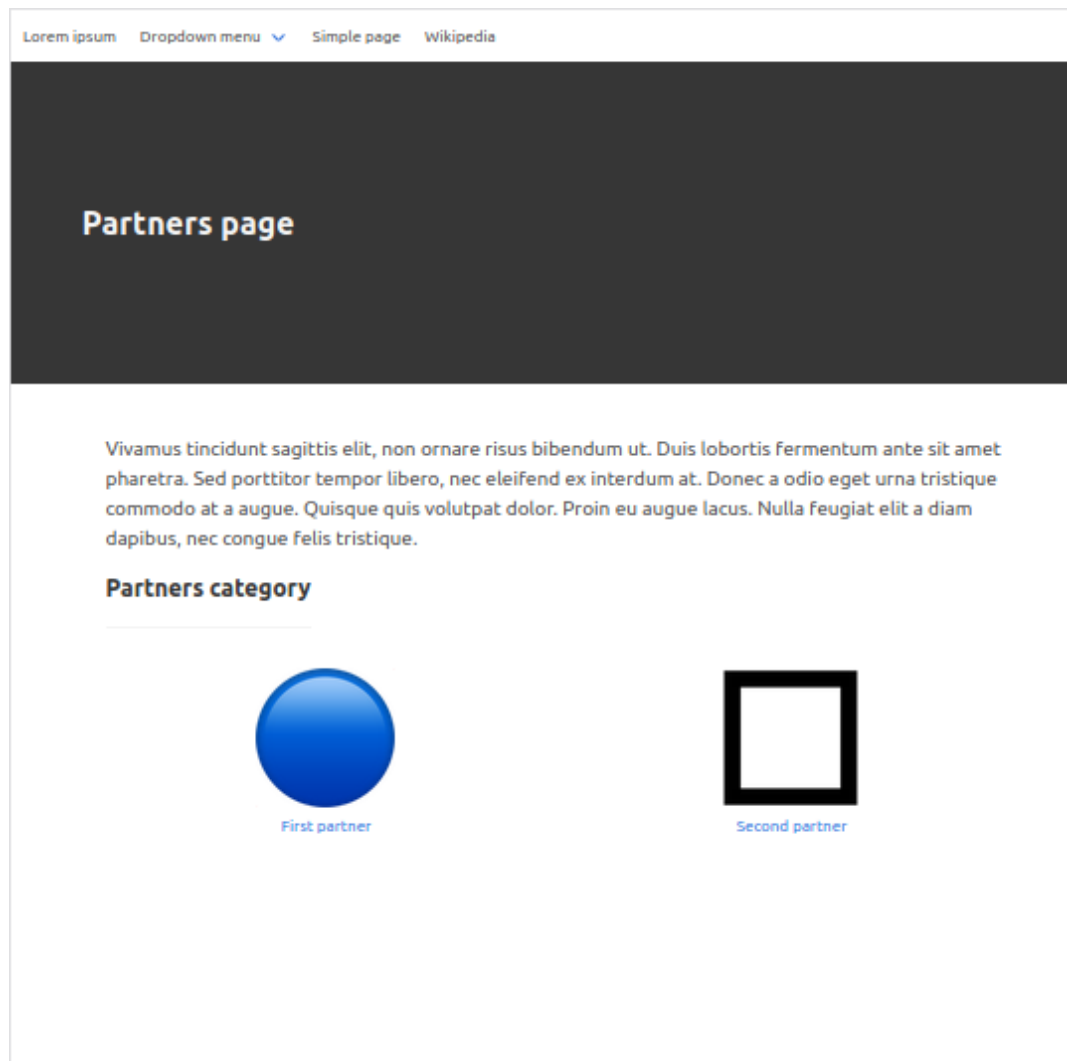 Lorem ipsum Dropdown menu Simple page Wikipedia
Partners page
Vivamus tincidunt sagittis elit, non ornare risus bibendum ut. Duis lobortis fermentum ante sit amet
pharetra. Sed porttitor tempor libero, nec eleifend ex interdum at. Donec a odio eget urna tristique
commodo at a augue. Quisque quis volutpat dolor. Proin eu augue lacus. Nulla feugiat elit a diam
dapibus, nec congue felis tristique.
Partners category
First partner Second partner